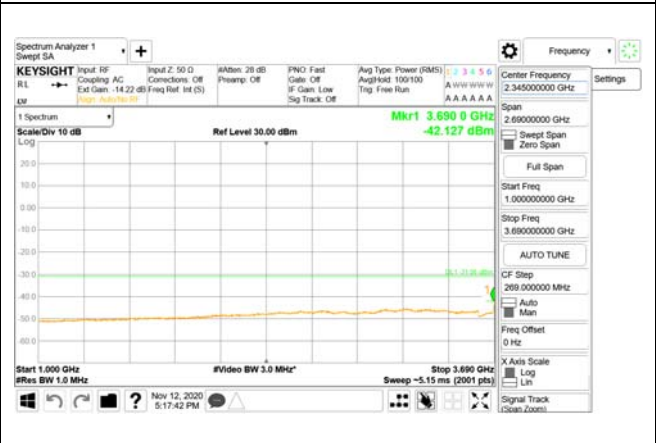 Spectrum Analyzer 1
Swept SA
Frequency
KEYSIGHT
RL
Input: RF
Coupling: AC
Ext Gain: -14.22 dB
Align: Auto/No RF
Input Z: 50 Ω
Corrections: Off
Freq Ref: Int (S)
#Atten: 28 dB
Preamp: Off
PNO: Fast
Gate: Off
IF Gain: Low
Sig Track: Off
Avg Type: Power (RMS)
Avg|Hold: 100/100
Trig: Free Run
1 2 3 4 5 6
A W W W W W
A A A A A A
1 Spectrum
Scale/Div 10 dB
Log
Ref Level 30.00 dBm
Mkr1 3.690 0 GHz
-42.127 dBm
20.0
10.0
0.00
-10.0
-20.0
-30.0
-40.0
-50.0
-60.0
1
Start 1.000 GHz
#Res BW 1.0 MHz
#Video BW 3.0 MHz*
Stop 3.690 GHz
Sweep ~5.15 ms (2001 pts)
Nov 12, 2020
5:17:42 PM
Center Frequency
2.345000000 GHz
Settings
Span
2.69000000 GHz
Swept Span
Zero Span
Full Span
Start Freq
1.000000000 GHz
Stop Freq
3.690000000 GHz
AUTO TUNE
CF Step
269.000000 MHz
Auto
Man
Freq Offset
0 Hz
X Axis Scale
Log
Lin
Signal Track
(Span Zoom)